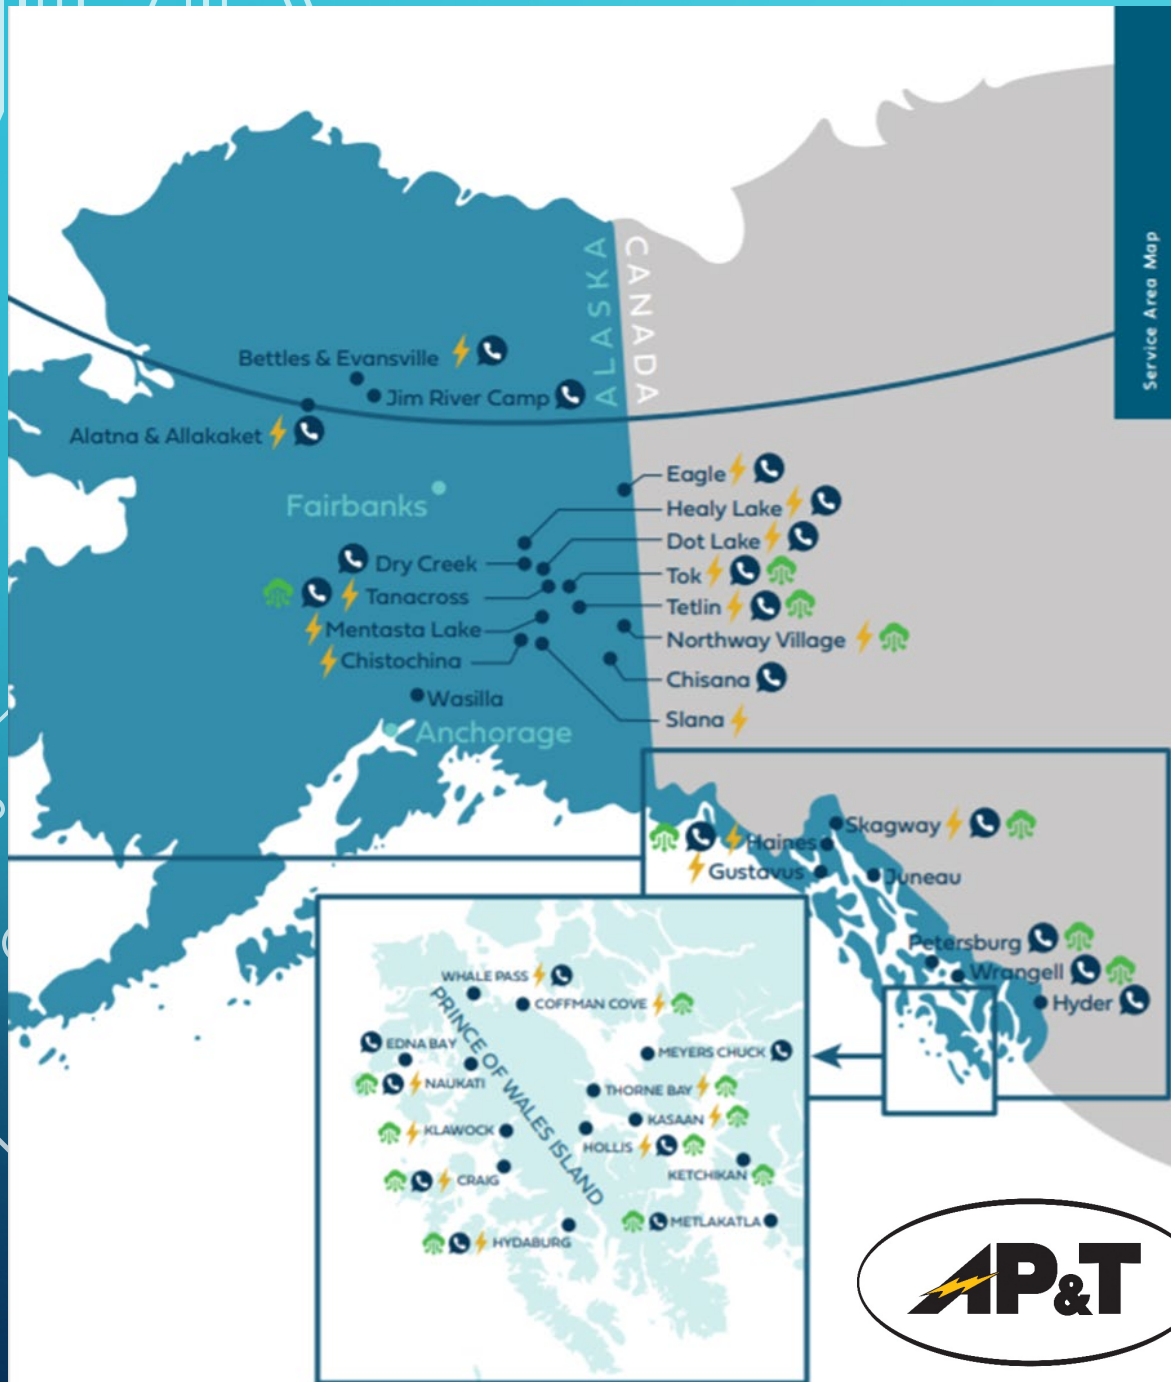 Service Area Map
ALASKA
CANADA
Bettles & Evansville
Jim River Camp
Alatna & Allakaket
Fairbanks
Eagle
Healy Lake
Dot Lake
Dry Creek
Tok
Tanacross
Tetlin
Mentasta Lake
Northway Village
Chistochina
Chisana
Wasilla
Slana
Anchorage
Skagway
Haines
Gustavus
Juneau
Petersburg
Wrangell
Hyder
WHALE PASS
COFFMAN COVE
PRINCE OF WALES ISLAND
EDNA BAY
MEYERS CHUCK
NAUKATI
THORNE BAY
KASAAN
KLAWOCK
HOLLIS
KETCHIKAN
CRAIG
METLAKATLA
HYDABURG
AP&T